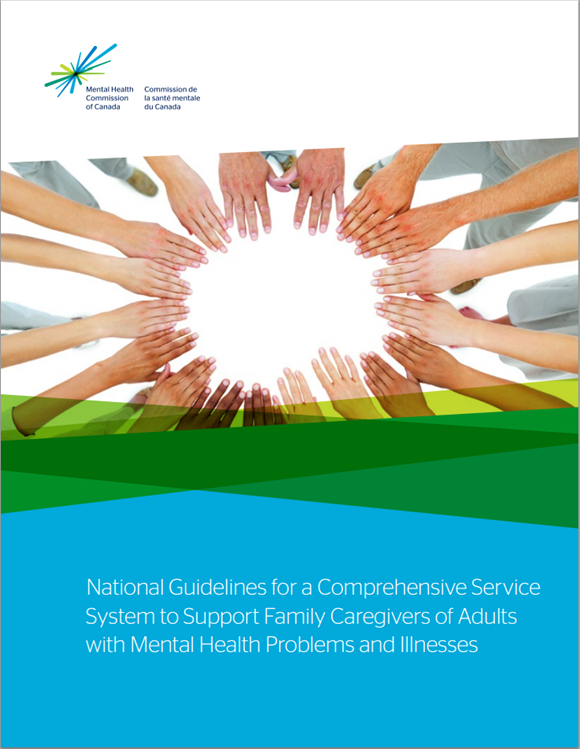 Mental Health
Commission
of Canada
Commission de
la santé mentale
du Canada
National Guidelines for a Comprehensive Service
System to Support Family Caregivers of Adults
with Mental Health Problems and Illnesses